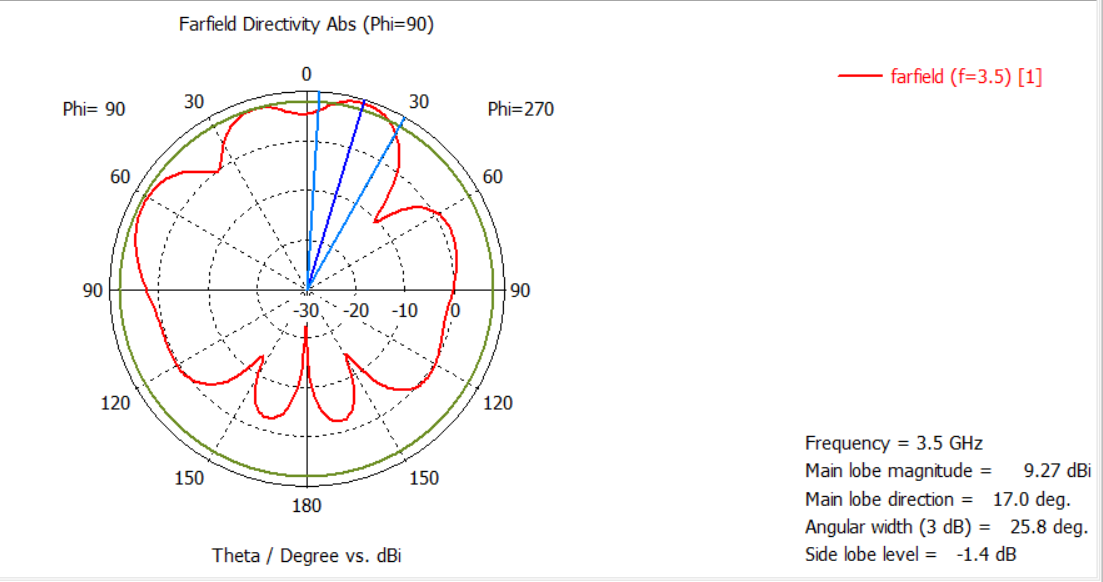 Farfield Directivity Abs (Phi=90)
0
farfield (f=3.5) [1]
Phi= 90
30
30
Phi=270
60
60
90
-30
-20
-10
0
90
120
120
Frequency = 3.5 GHz
Main lobe magnitude = 9.27 dBi
150
150
Main lobe direction = 17.0 deg.
180
Angular width (3 dB) = 25.8 deg.
Theta / Degree vs. dBi
Side lobe level = -1.4 dB